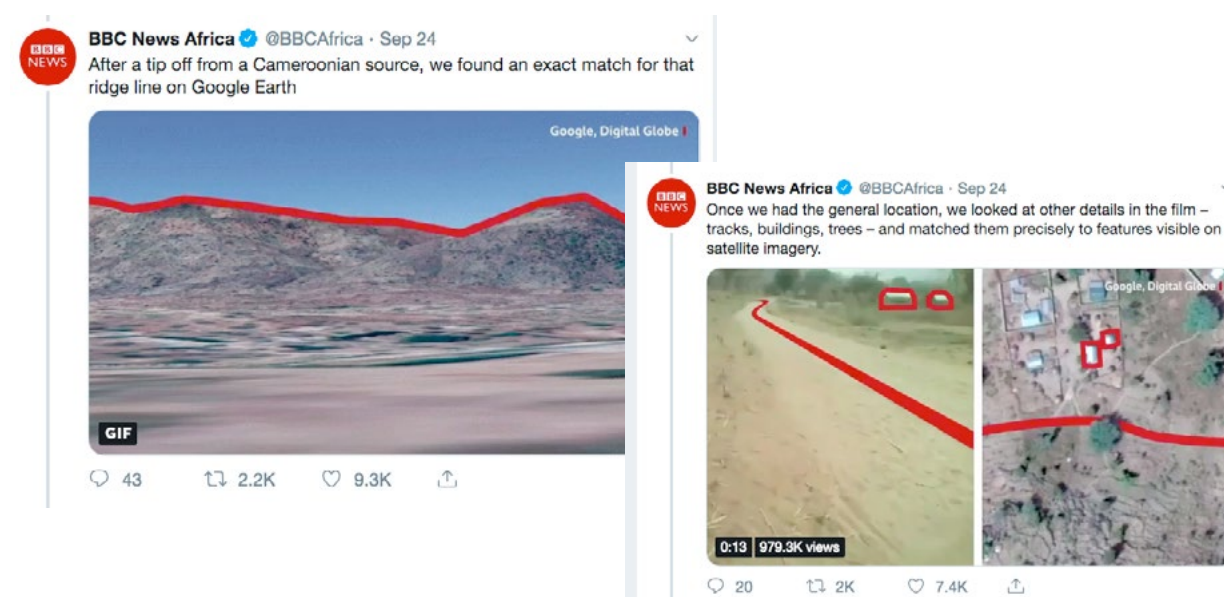 BBC News Africa @BBCAfrica · Sep 24
BBC
NEWS
After a tip off from a Cameroonian source, we found an exact match for that
ridge line on Google Earth
Google, Digital Globe
GIF
43 2.2K 9.3K
BBC News Africa @BBCAfrica · Sep 24
BBC
NEWS
Once we had the general location, we looked at other details in the film –
tracks, buildings, trees – and matched them precisely to features visible on
satellite imagery.
Google, Digital Globe
0:13 979.3K views
20 2K 7.4K